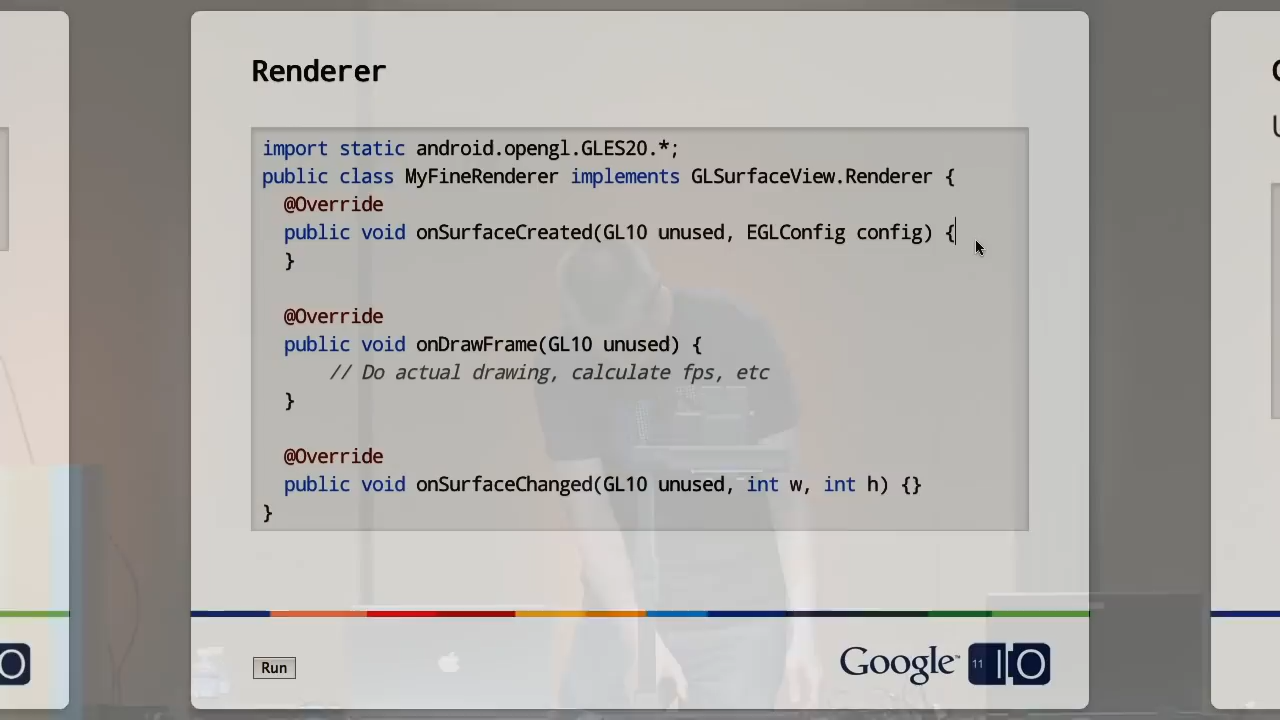 Renderer
import static android.opengl.GLES20.*;
public class MyFineRenderer implements GLSurfaceView.Renderer {
@Override
public void onSurfaceCreated(GL10 unused, EGLConfig config) {
}
@Override
public void onDrawFrame(GL10 unused) {
// Do actual drawing, calculate fps, etc
}
@Override
public void onSurfaceChanged(GL10 unused, int w, int h) {}
}
Run
Google™ 11 IO